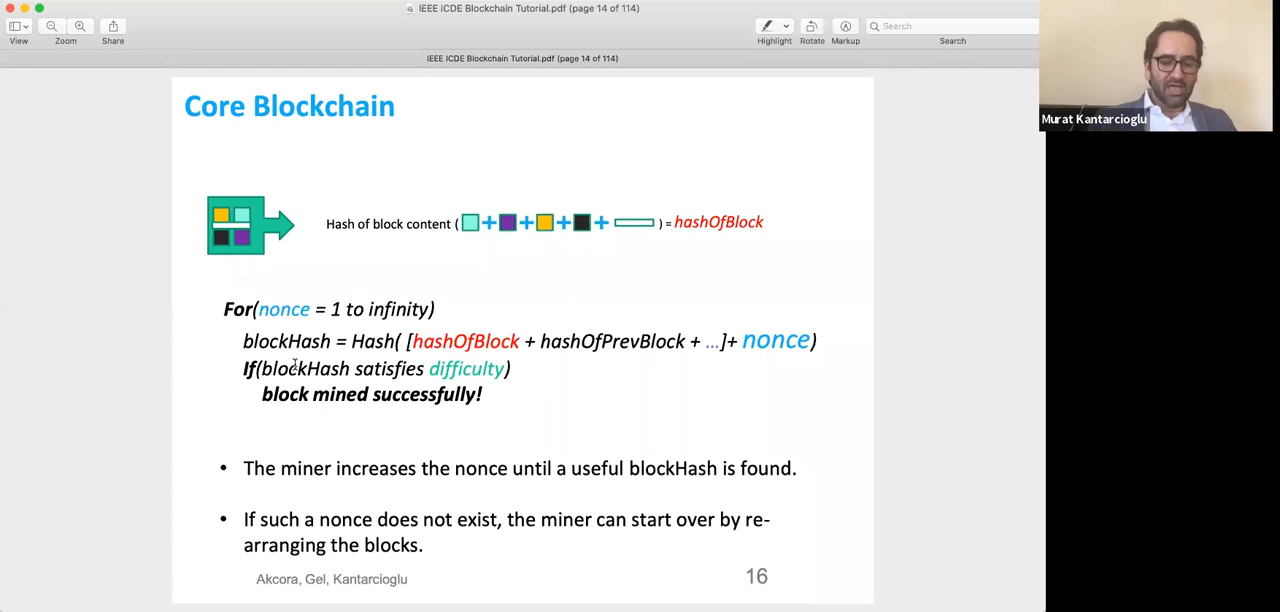 IEEE ICDE Blockchain Tutorial.pdf (page 14 of 114)
View
Zoom
Share
Highlight
Rotate
Markup
Search
Search
IEEE ICDE Blockchain Tutorial.pdf (page 14 of 114)
Murat Kantarcioglu
Core Blockchain
Hash of block content ( + + + + ) = hashOfBlock
For(nonce = 1 to infinity)
blockHash = Hash( [hashOfBlock + hashOfPrevBlock + ...]+ nonce)
If(blockHash satisfies difficulty)
block mined successfully!
• The miner increases the nonce until a useful blockHash is found.
• If such a nonce does not exist, the miner can start over by re-
arranging the blocks.
Akcora, Gel, Kantarcioglu
16